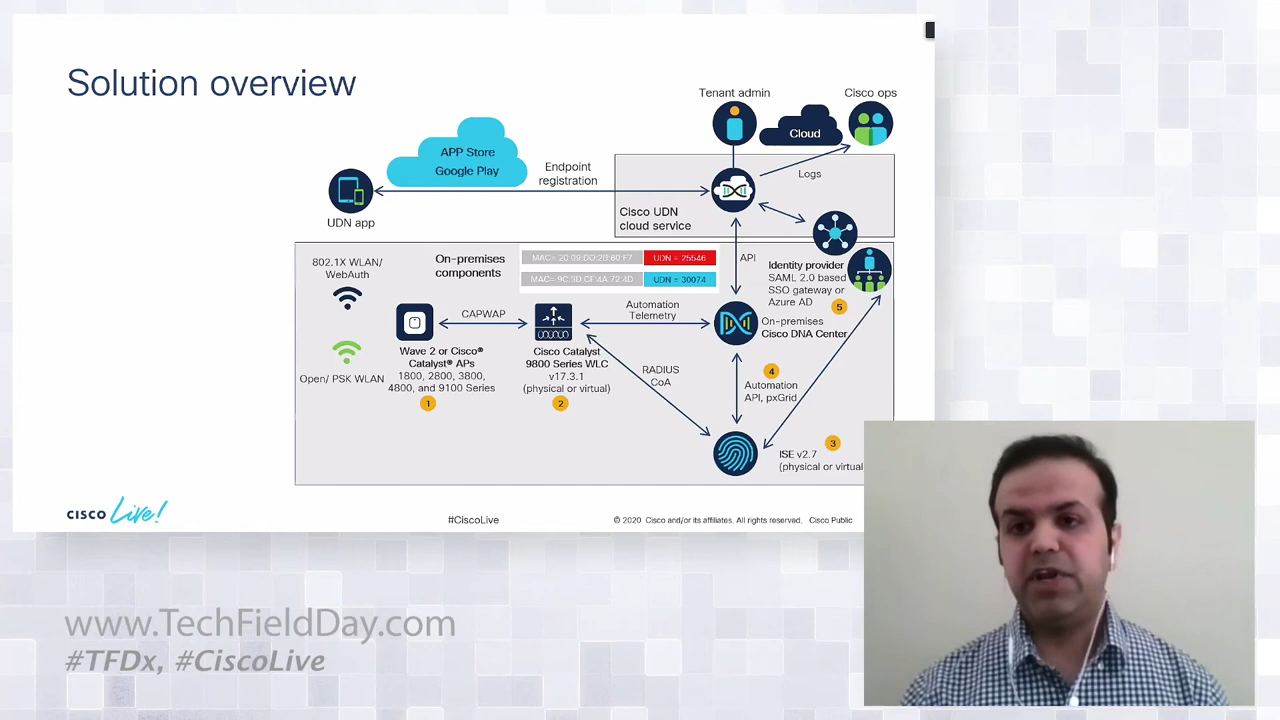 Solution overview
Tenant admin
Cisco ops
Cloud
APP Store
Google Play
Endpoint
registration
Logs
UDN app
Cisco UDN
cloud service
802.1X WLAN/
WebAuth
On-premises
components
UDN = 25546
UDN = 30074
API
Identity provider
SAML 2.0 based
SSO gateway or
Azure AD
5
CAPWAP
Automation
Telemetry
On-premises
Cisco DNA Center
Open/ PSK WLAN
Wave 2 or Cisco®
Catalyst® APs
1800, 2800, 3800,
4800, and 9100 Series
1
Cisco Catalyst
9800 Series WLC
v17.3.1
(physical or virtual)
2
RADIUS
CoA
4
Automation
API, pxGrid
3
ISE v2.7
(physical or virtual
CISCO Live!
#CiscoLive
© 2020 Cisco and/or its affiliates. All rights reserved. Cisco Public
www.TechFieldDay.com
#TFDx, #CiscoLive